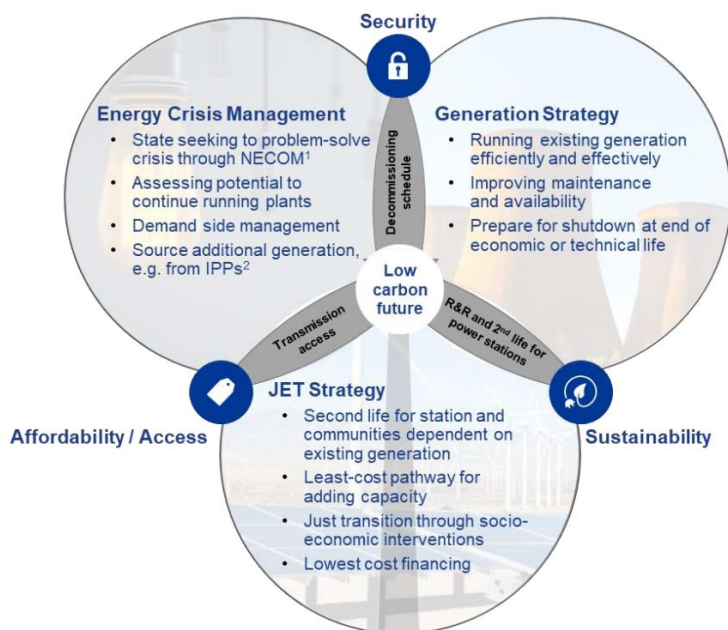 Security
Energy Crisis Management
• State seeking to problem-solve
crisis through NECOM¹
• Assessing potential to
continue running plants
• Demand side management
• Source additional generation,
e.g. from IPPs²
Decommissioning
schedule
Generation Strategy
• Running existing generation
efficiently and effectively
• Improving maintenance
and availability
• Prepare for shutdown at end of
economic or technical life
Low
carbon
future
Transmission
access
R&R and 2nd life for
power stations
Affordability / Access
JET Strategy
• Second life for station and
communities dependent on
existing generation
• Least-cost pathway for
adding capacity
• Just transition through socio-
economic interventions
• Lowest cost financing
Sustainability